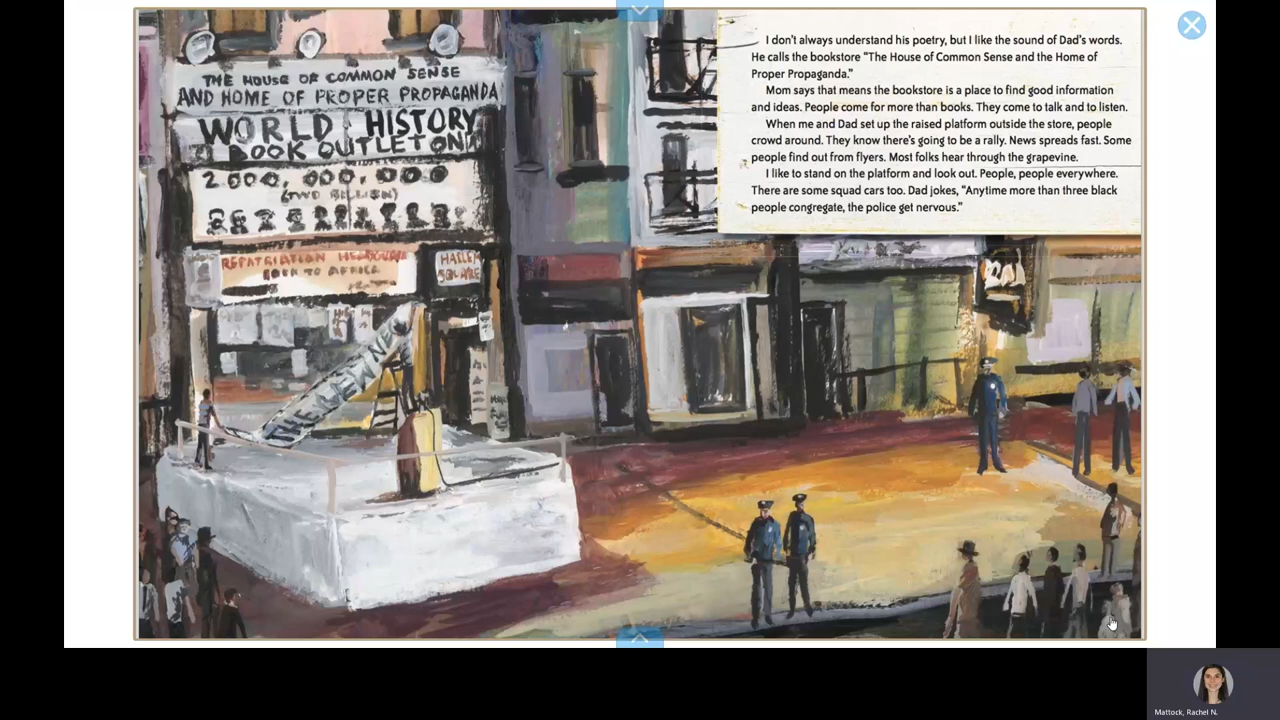 THE HOUSE OF COMMON SENSE
AND HOME OF PROPER PROPAGANDA
WORLD HISTORY
BOOK OUTLET ON
2,000,000,000
(TWO BILLION)
REPATRIATION HEADQUARTERS
BACK TO AFRICA
HARLEM
SQUARE
THE
NE
I don't always understand his poetry, but I like the sound of Dad's words.
He calls the bookstore "The House of Common Sense and the Home of
Proper Propaganda."
Mom says that means the bookstore is a place to find good information
and ideas. People come for more than books. They come to talk and to listen.
When me and Dad set up the raised platform outside the store, people
crowd around. They know there's going to be a rally. News spreads fast. Some
people find out from flyers. Most folks hear through the grapevine.
I like to stand on the platform and look out. People, people everywhere.
There are some squad cars too. Dad jokes, "Anytime more than three black
people congregate, the police get nervous."
Mattock, Rachel N.